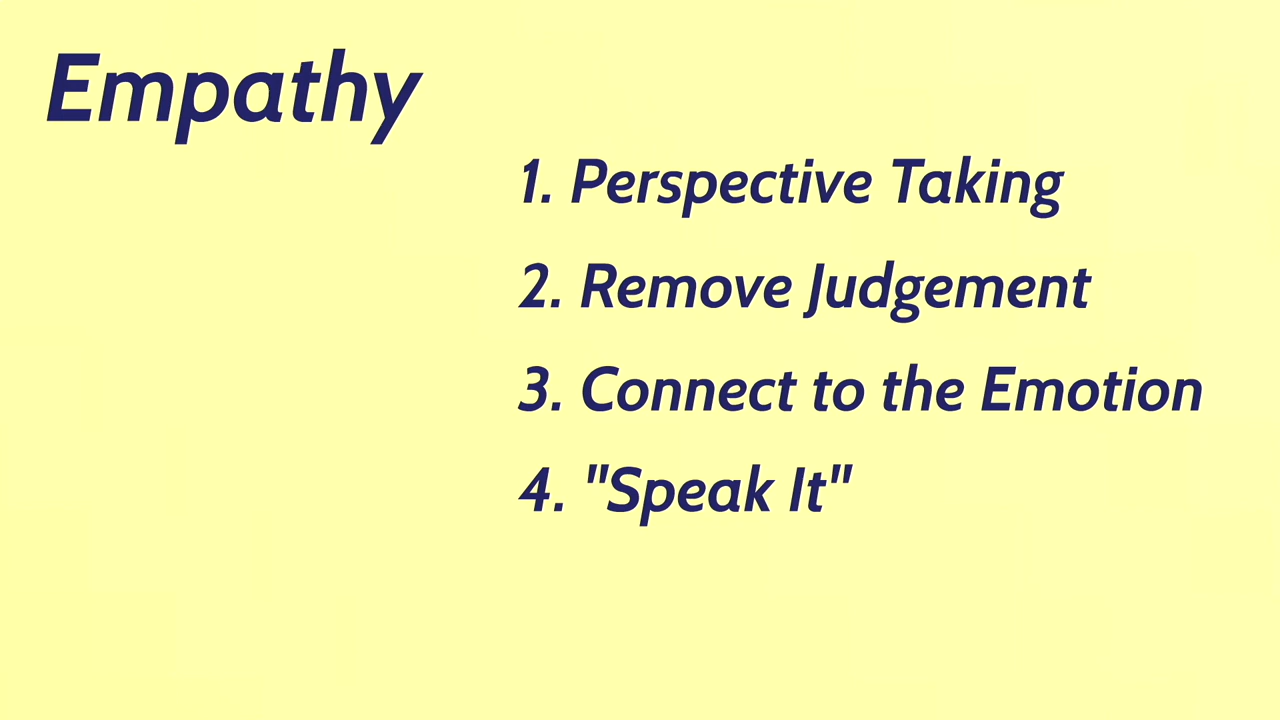 Empathy
1. Perspective Taking
2. Remove Judgement
3. Connect to the Emotion
4. "Speak It"